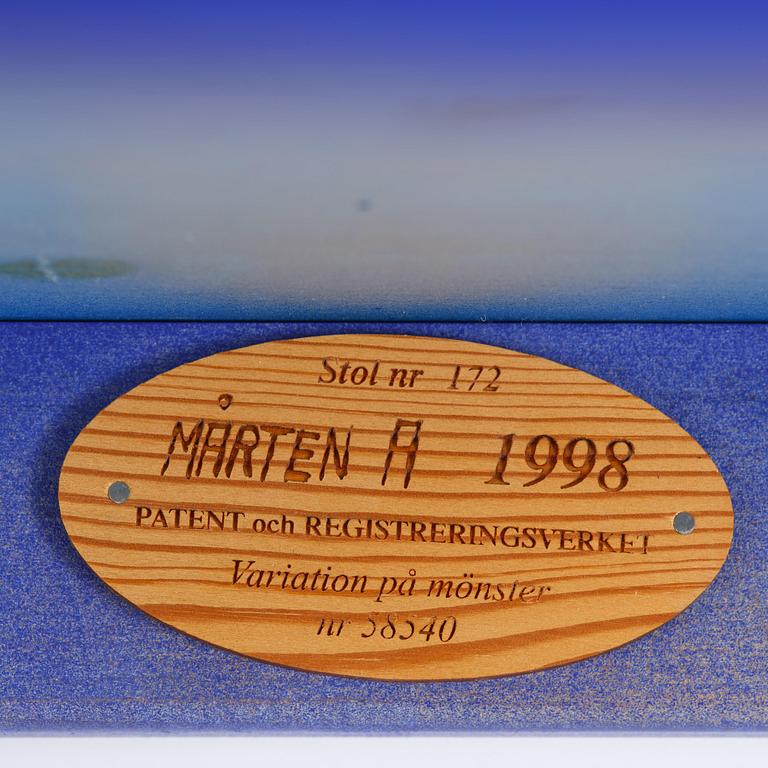 Stol nr 172
MÅRTEN A 1998
PATENT och REGISTRERINGSVERKET
Variation på mönster
nr 58540